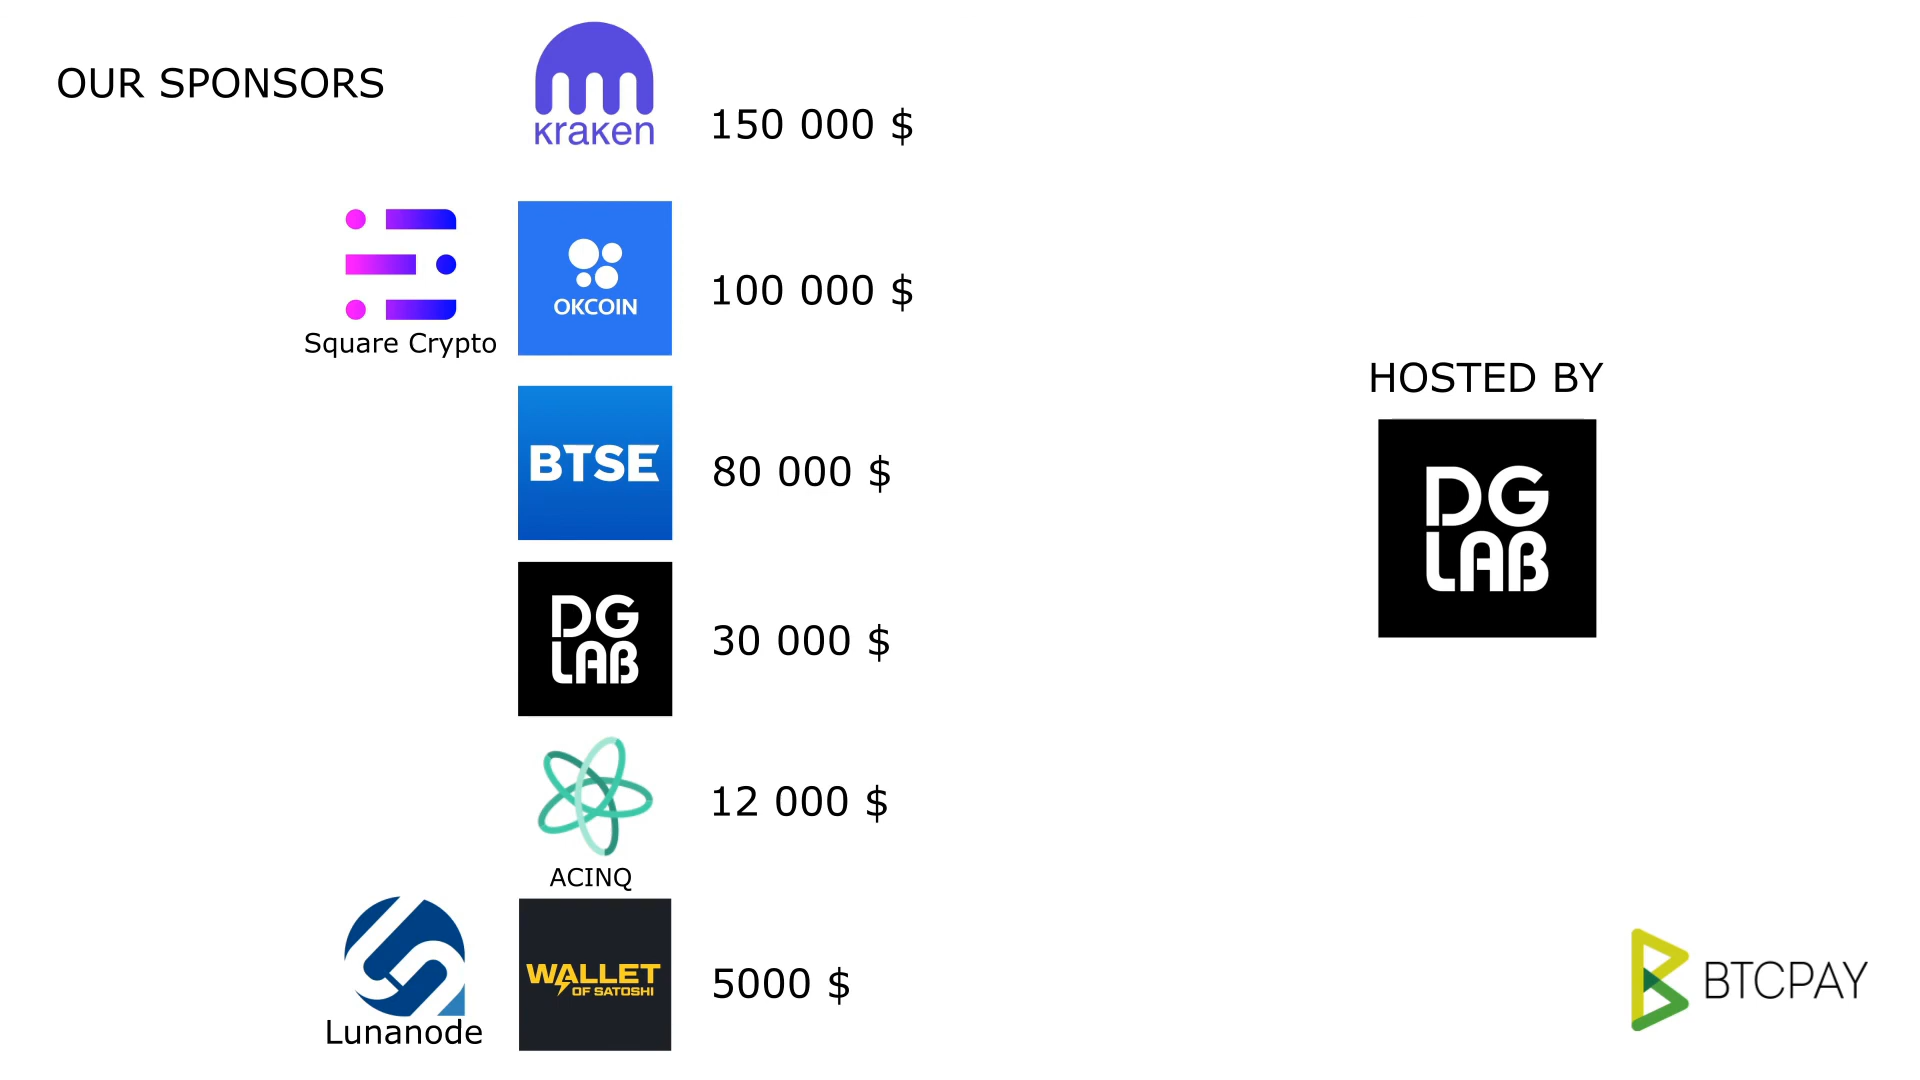 OUR SPONSORS
kraken
150 000 $
Square Crypto
OKCOIN
100 000 $
BTSE
80 000 $
DG
LAB
30 000 $
ACINQ
12 000 $
Lunanode
WALLET
OF SATOSHI
5000 $
HOSTED BY
DG
LAB
BTCPAY